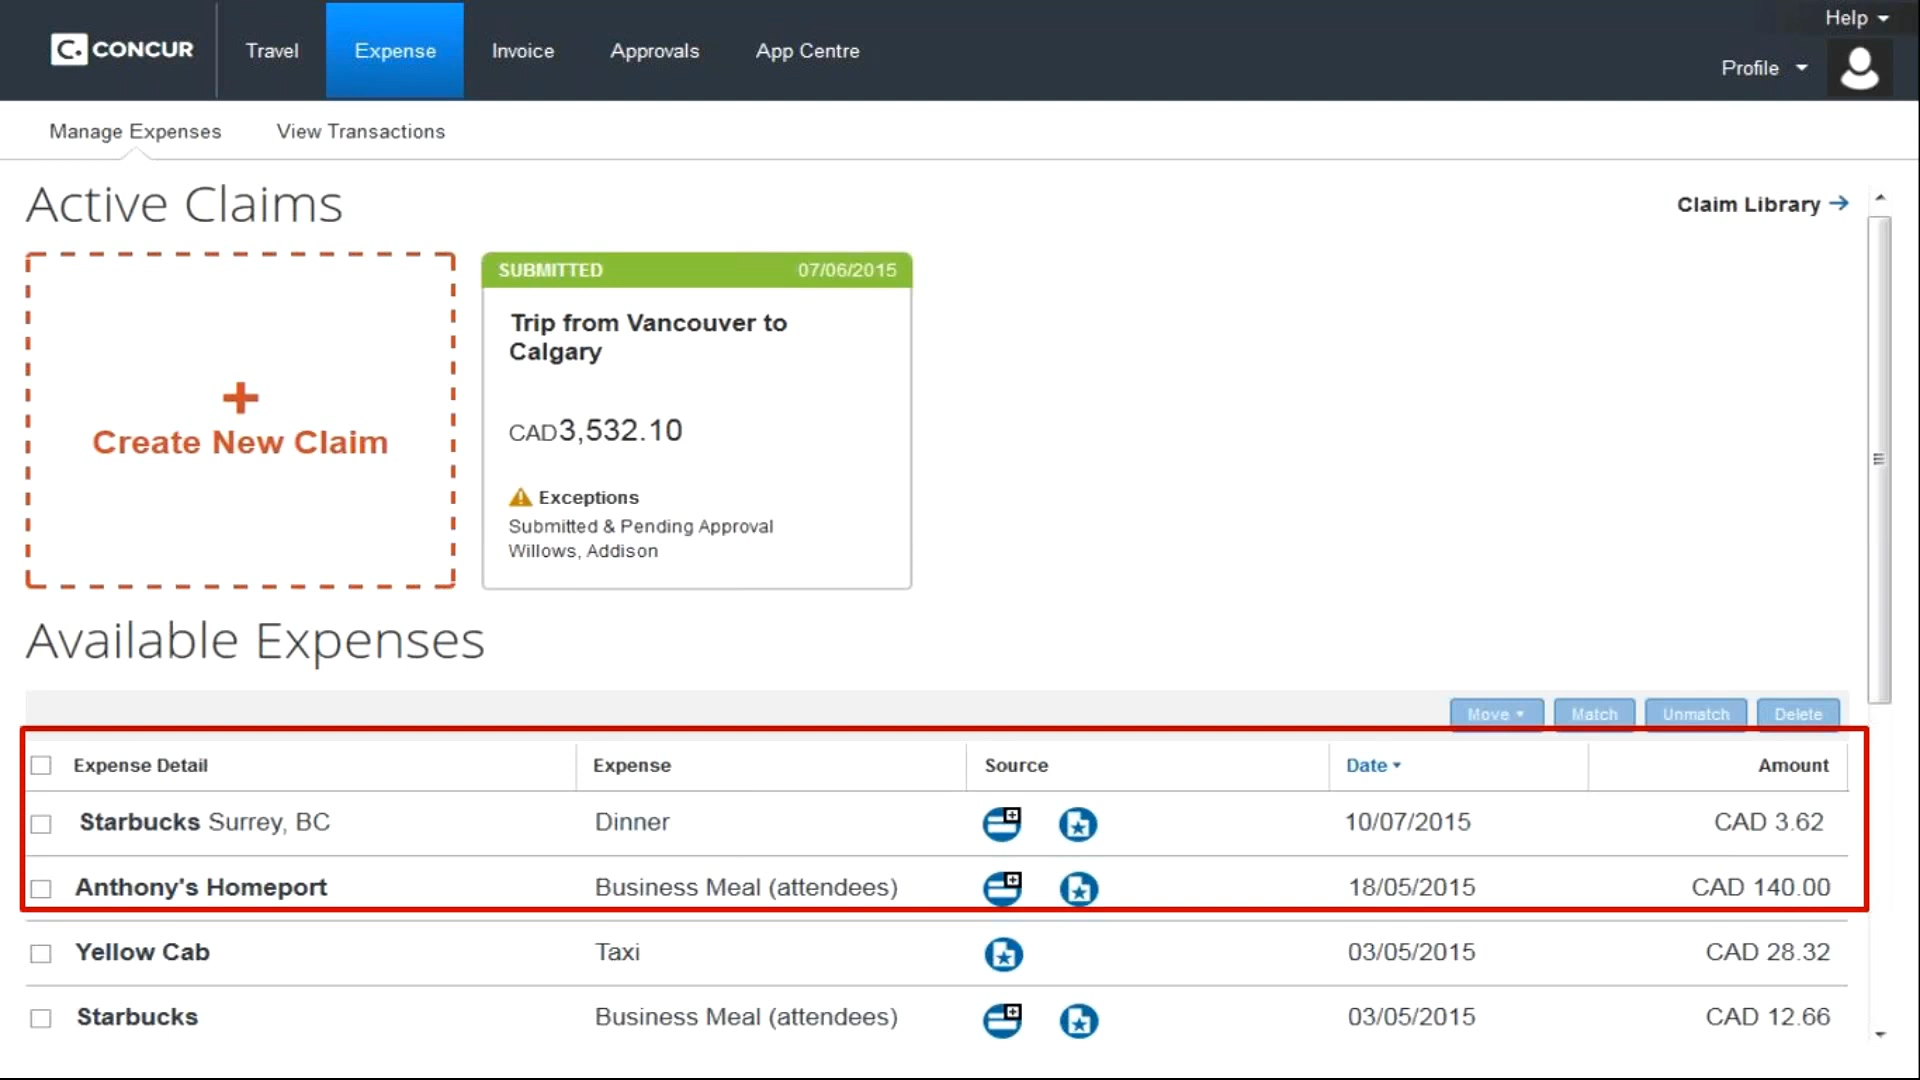 Help
C. CONCUR Travel Expense Invoice Approvals App Centre
Profile
Manage Expenses View Transactions
Active Claims
Claim Library →
SUBMITTED 07/06/2015
Trip from Vancouver to
Calgary
+
Create New Claim
CAD3,532.10
Exceptions
Submitted & Pending Approval
Willows, Addison
Available Expenses
Move Match Unmatch Delete
Expense Detail Expense Source Date Amount
Starbucks Surrey, BC Dinner 10/07/2015 CAD 3.62
Anthony's Homeport Business Meal (attendees) 18/05/2015 CAD 140.00
Yellow Cab Taxi 03/05/2015 CAD 28.32
Starbucks Business Meal (attendees) 03/05/2015 CAD 12.66